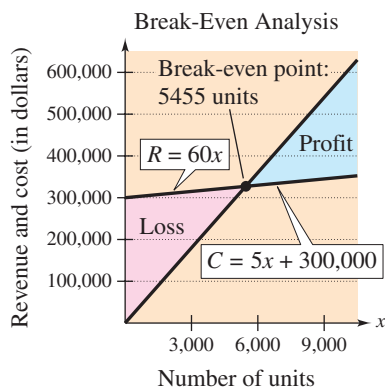 Break-Even Analysis
Revenue and cost (in dollars)
600,000
500,000
400,000
300,000
200,000
100,000
Break-even point:
5455 units
R = 60x
Profit
Loss
C = 5x + 300,000
x
3,000 6,000 9,000
Number of units